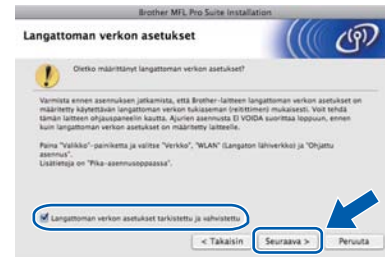 Brother MFL Pro Suite Installation
Langattoman verkon asetukset
Oletko määrittänyt langattoman verkon asetukset?
Varmista ennen asennuksen jatkamista, että Brother-laitteen langattoman verkon asetukset on
määritetty käytettävän langattoman verkon tukiaseman (reitittimen) mukaisesti. Voit tehdä
tämän laitteen ohjauspaneelin kautta. Ajurien asennusta EI VOIDA suorittaa loppuun, ennen
kuin langattoman verkon asetukset on määritetty laitteelle.
Paina "Valikko"-painiketta ja valitse "Verkko", "WLAN" (Langaton lähiverkko) ja "Ohjattu
asennus".
Lisätietoja on "Pika-asennusoppaassa".
Langattoman verkon asetukset tarkistettu ja vahvistettu
< Takaisin
Seuraava >
Peruuta